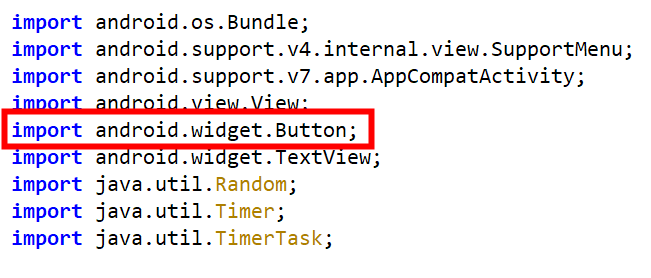 import android.os.Bundle;
import android.support.v4.internal.view.SupportMenu;
import android.support.v7.app.AppCompatActivity;
import android.view.View;
import android.widget.Button;
import android.widget.TextView;
import java.util.Random;
import java.util.Timer;
import java.util.TimerTask;